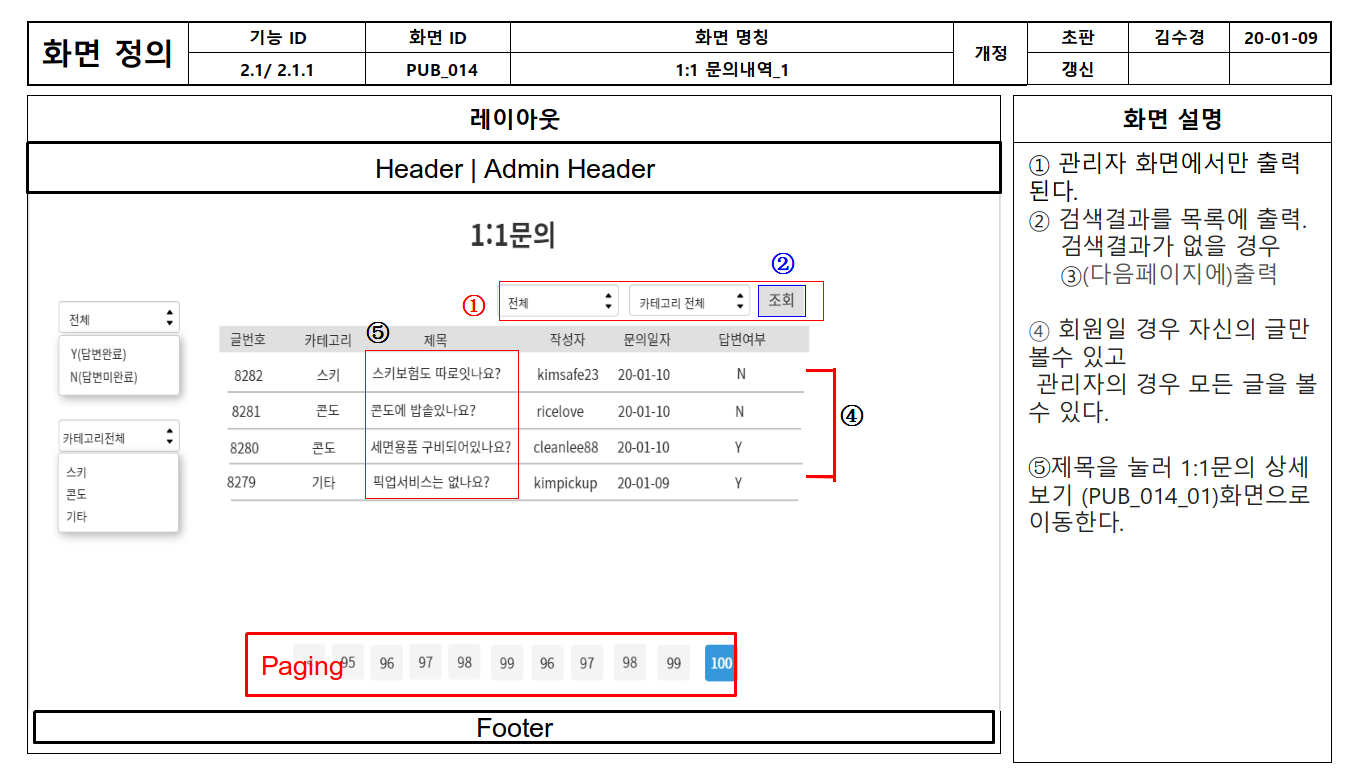 화면 정의
기능 ID
화면 ID
화면 명칭
개정
초판
김수경
20-01-09
2.1/ 2.1.1
PUB_014
1:1 문의내역_1
갱신
레이아웃
Header | Admin Header
1:1문의
②
①
전체
카테고리 전체
조회
전체
Y(답변완료)
N(답변미완료)
카테고리전체
스키
콘도
기타
⑤
글번호 카테고리 제목 작성자 문의일자 답변여부
8282 스키 스키보험도 따로잇나요? kimsafe23 20-01-10 N
8281 콘도 콘도에 밥솥있나요? ricelove 20-01-10 N
8280 콘도 세면용품 구비되어있나요? cleanlee88 20-01-10 Y
8279 기타 픽업서비스는 없나요? kimpickup 20-01-09 Y
④
Paging 95 96 97 98 99 96 97 98 99 100
Footer
화면 설명
① 관리자 화면에서만 출력
된다.
② 검색결과를 목록에 출력.
검색결과가 없을 경우
③(다음페이지에)출력
④ 회원일 경우 자신의 글만
볼수 있고
관리자의 경우 모든 글을 볼
수 있다.
⑤제목을 눌러 1:1문의 상세
보기 (PUB_014_01)화면으로
이동한다.